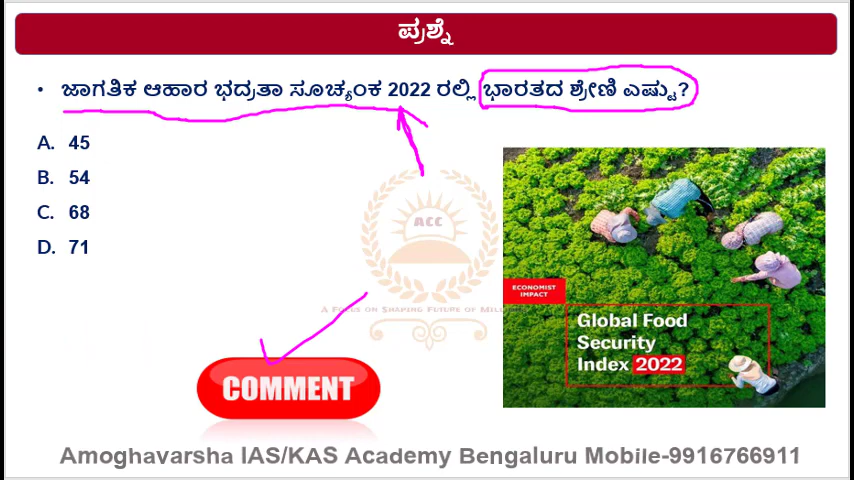 ಪ್ರಶ್ನೆ
• ಜಾಗತಿಕ ಆಹಾರ ಭದ್ರತಾ ಸೂಚ್ಯಂಕ 2022 ರಲ್ಲಿ ಭಾರತದ ಶ್ರೇಣಿ ಎಷ್ಟು?
A. 45
B. 54
C. 68
D. 71
ACC
A Focus on Shaping Future of Mill
ECONOMIST
IMPACT
Global Food
Security
Index 2022
COMMENT
Amoghavarsha IAS/KAS Academy Bengaluru Mobile-9916766911